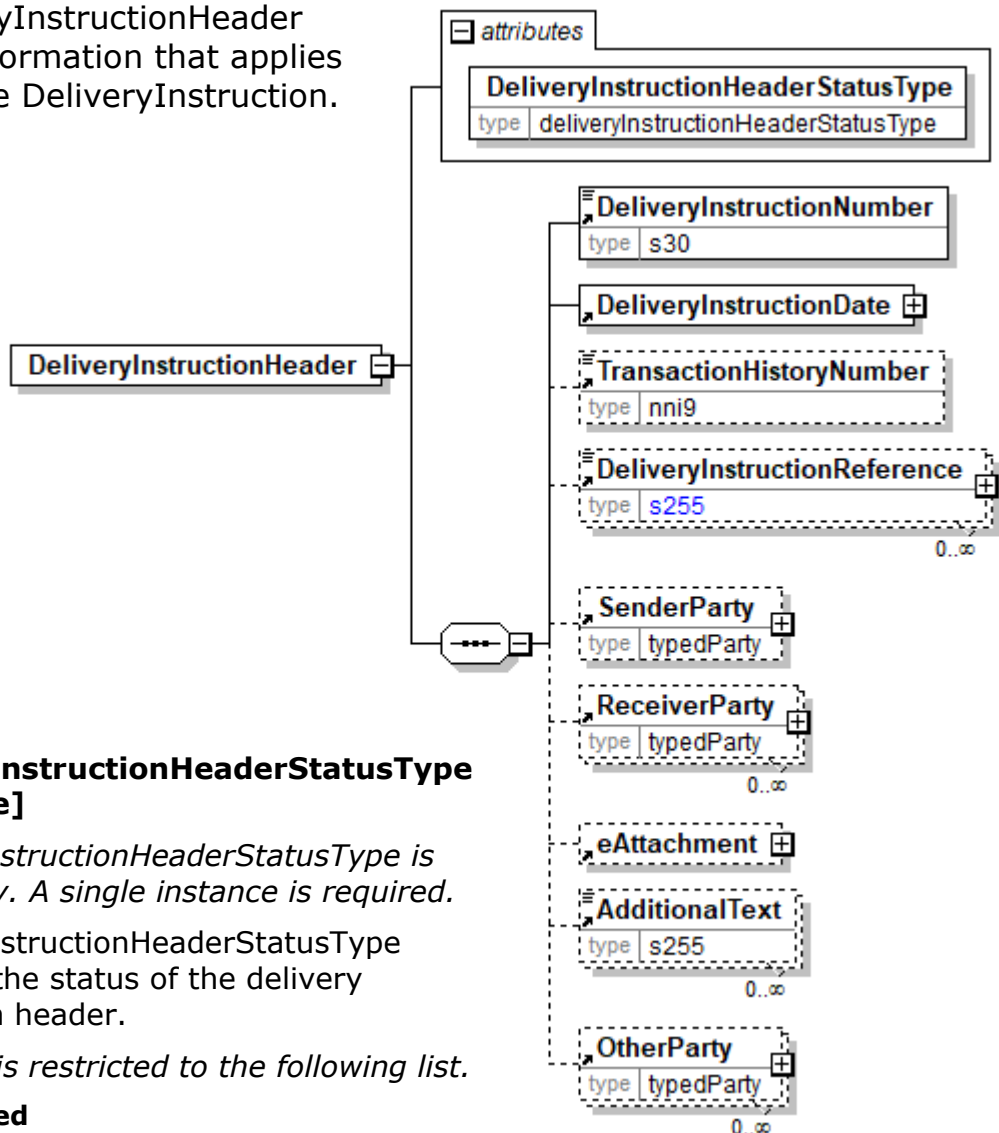 yInstructionHeader
ormation that applies
e DeliveryInstruction.
attributes
DeliveryInstructionHeaderStatusType
type deliveryInstructionHeaderStatusType
DeliveryInstructionNumber
type s30
DeliveryInstructionDate
DeliveryInstructionHeader
TransactionHistoryNumber
type nni9
DeliveryInstructionReference
type s255
0..∞
SenderParty
type typedParty
ReceiverParty
type typedParty
0..∞
eAttachment
AdditionalText
type s255
0..∞
OtherParty
type typedParty
0..∞
nstructionHeaderStatusType
e]
structionHeaderStatusType is
y. A single instance is required.
structionHeaderStatusType
the status of the delivery
n header.
is restricted to the following list.
ed